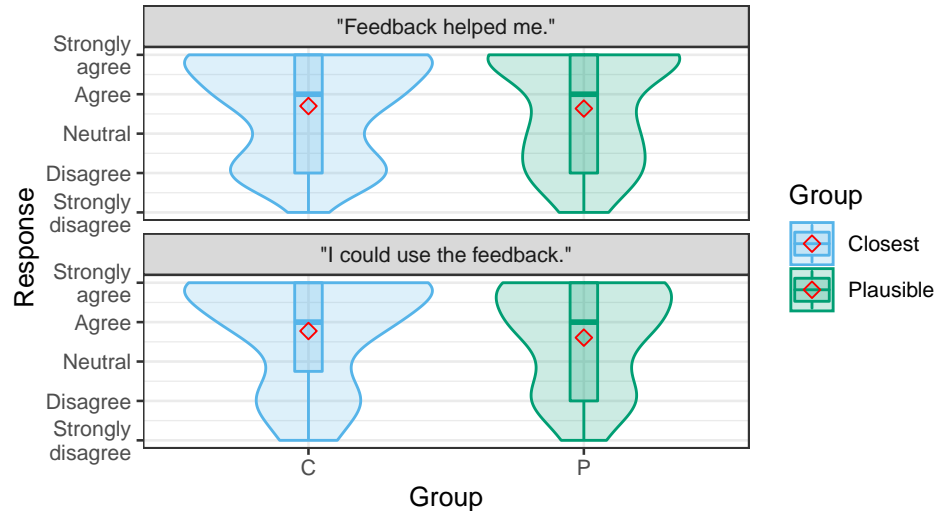 "Feedback helped me."
Strongly
agree
Agree
Neutral
Disagree
Strongly
disagree
"I could use the feedback."
Strongly
agree
Agree
Neutral
Disagree
Strongly
disagree
C
P
Group
Response
Group
Closest
Plausible